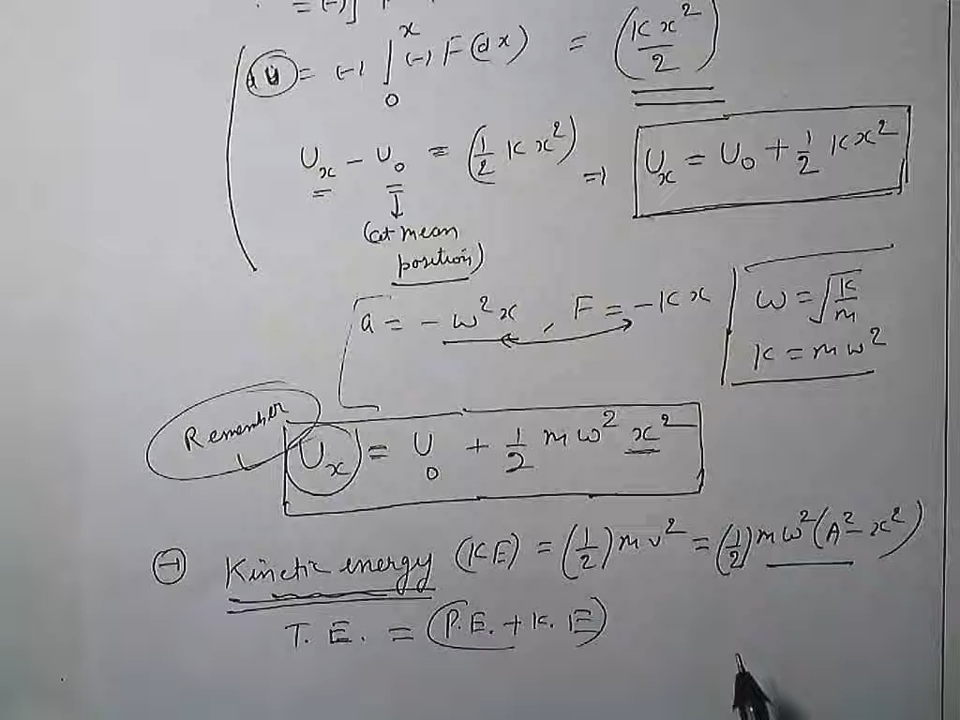 = (-)]
dU = (-) ∫₀ˣ (-) F(dx) = (Kx²/2)
Uₓ - U₀ = (1/2 Kx²) ⇒ Uₓ = U₀ + 1/2 Kx²
(at mean
position)
a = -ω²x , F = -Kx
ω = √(K/m)
K = mω²
Remember
Uₓ = U₀ + 1/2 mω² x²
Kinetic energy (KE) = (1/2) mv² = (1/2) mω² (A² - x²)
T. E. = (P.E. + K. E)